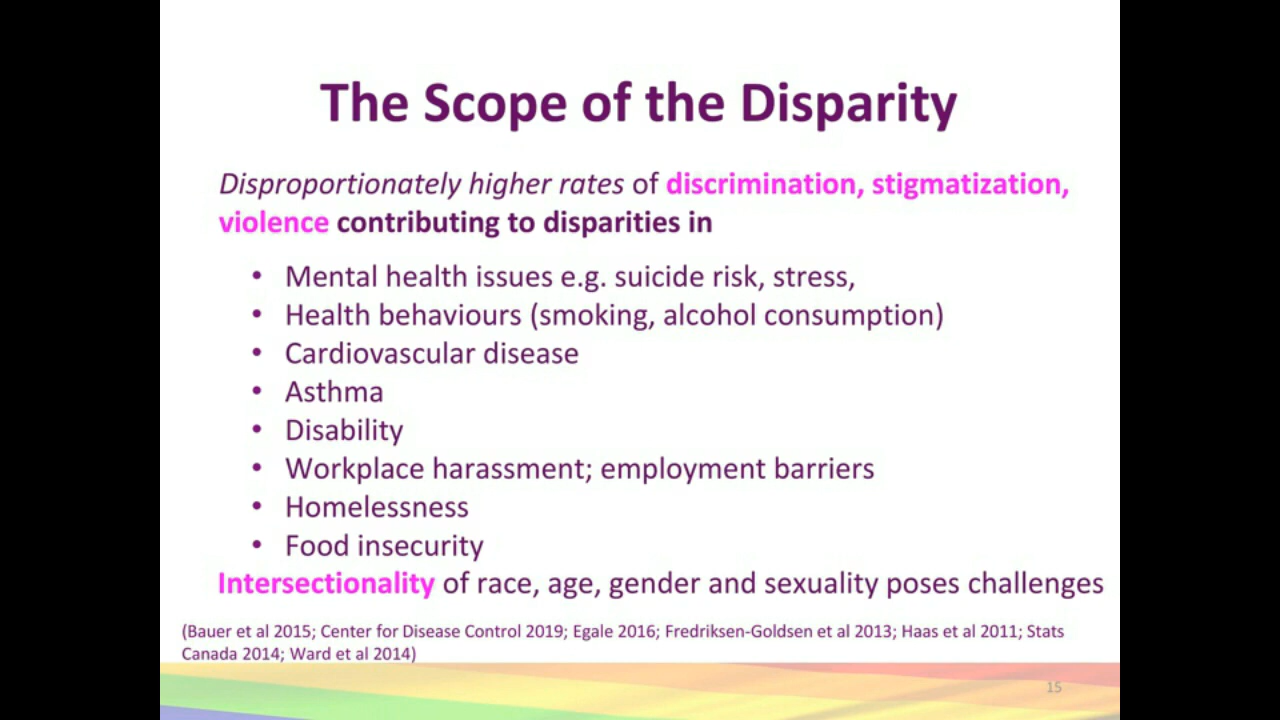 The Scope of the Disparity
Disproportionately higher rates of discrimination, stigmatization,
violence contributing to disparities in
• Mental health issues e.g. suicide risk, stress,
• Health behaviours (smoking, alcohol consumption)
• Cardiovascular disease
• Asthma
• Disability
• Workplace harassment; employment barriers
• Homelessness
• Food insecurity
Intersectionality of race, age, gender and sexuality poses challenges
(Bauer et al 2015; Center for Disease Control 2019; Egale 2016; Fredriksen-Goldsen et al 2013; Haas et al 2011; Stats
Canada 2014; Ward et al 2014)
15